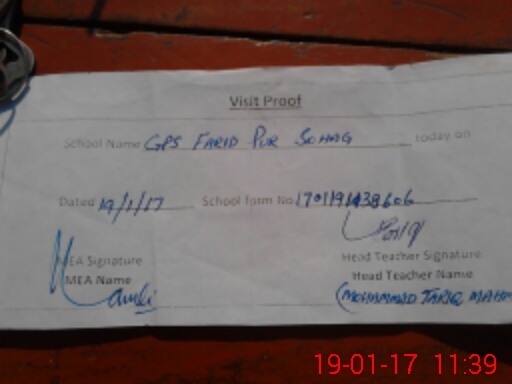 Visit Proof
School Name GPS FARID PUR SOHAG today on
Dated 19/1/17 School form No
MEA Signature Head Teacher Signature
MEA Name Head Teacher Name
(MOHAMMAD TARIQ MAHM
19-01-17 11:39